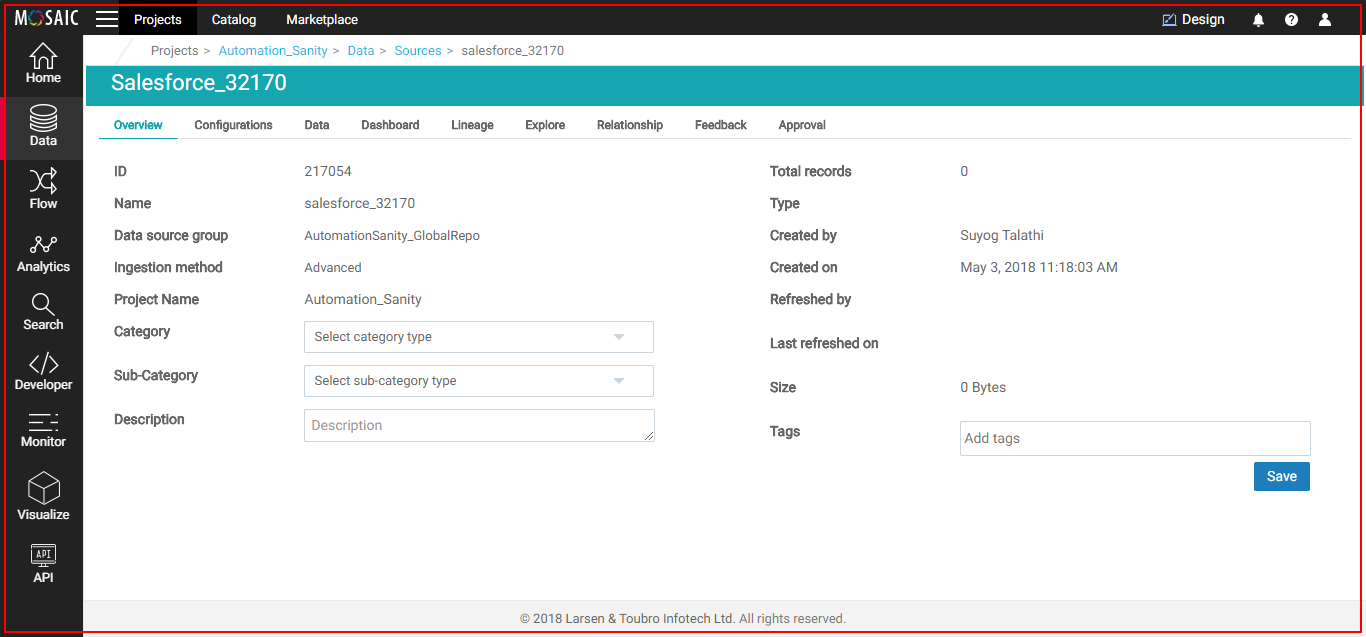 MOSAIC
Projects Catalog Marketplace Design
Projects > Automation_Sanity > Data > Sources > salesforce_32170
Salesforce_32170
Overview Configurations Data Dashboard Lineage Explore Relationship Feedback Approval
Home
Data
Flow
Analytics
Search
Developer
Monitor
Visualize
API
API
ID 217054
Name salesforce_32170
Data source group AutomationSanity_GlobalRepo
Ingestion method Advanced
Project Name Automation_Sanity
Category Select category type
Sub-Category Select sub-category type
Description Description
Total records 0
Type
Created by Suyog Talathi
Created on May 3, 2018 11:18:03 AM
Refreshed by
Last refreshed on
Size 0 Bytes
Tags Add tags
Save
© 2018 Larsen & Toubro Infotech Ltd. All rights reserved.